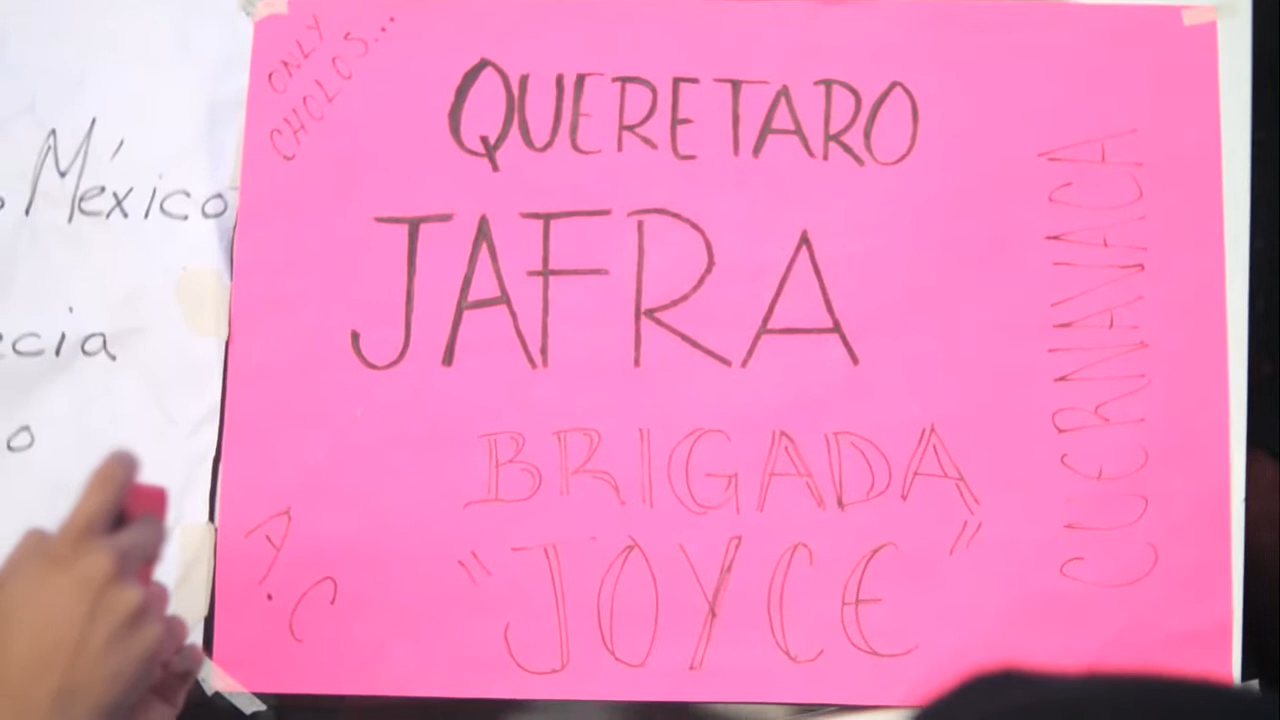 México
ecia
o
ONLY
CHOLOS...
QUERETARO
JAFRA
BRIGADA
"JOYCE"
CUERNAVACA
A.C